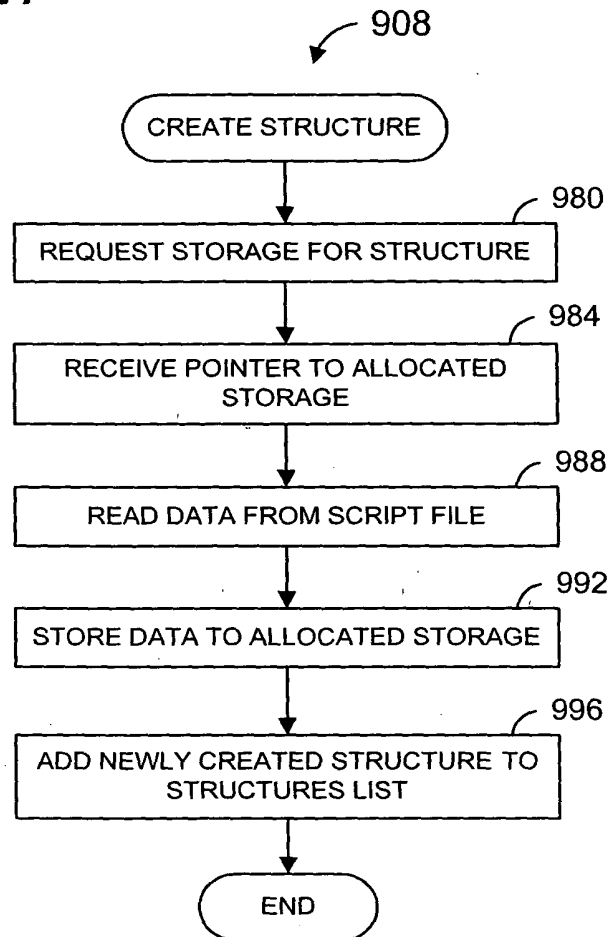 908
CREATE STRUCTURE
980
REQUEST STORAGE FOR STRUCTURE
984
RECEIVE POINTER TO ALLOCATED
STORAGE
988
READ DATA FROM SCRIPT FILE
992
STORE DATA TO ALLOCATED STORAGE
996
ADD NEWLY CREATED STRUCTURE TO
STRUCTURES LIST
END